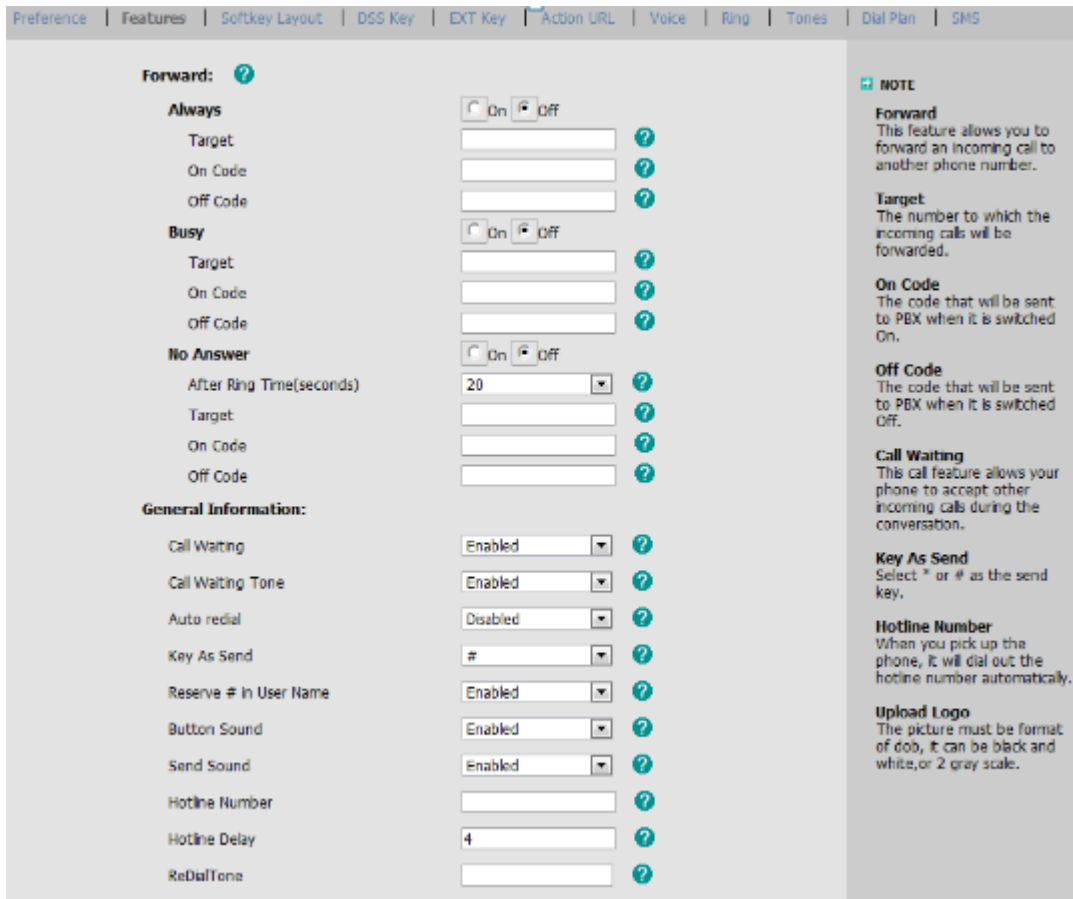 Preference | Features | Softkey Layout | DSS Key | EXT Key | Action URL | Voice | Ring | Tones | Dial Plan | SMS
Forward: ?
Always On Off
Target ?
On Code ?
Off Code ?
Busy On Off
Target ?
On Code ?
Off Code ?
No Answer On Off
After Ring Time(seconds) 20 ?
Target ?
On Code ?
Off Code ?
General Information:
Call Waiting Enabled ?
Call Waiting Tone Enabled ?
Auto redial Disabled ?
Key As Send # ?
Reserve # in User Name Enabled ?
Button Sound Enabled ?
Send Sound Enabled ?
Hotline Number ?
Hotline Delay 4 ?
ReDialTone ?
NOTE
Forward
This feature allows you to
forward an incoming call to
another phone number.
Target
The number to which the
incoming calls will be
forwarded.
On Code
The code that will be sent
to PBX when it is switched
On.
Off Code
The code that will be sent
to PBX when it is switched
Off.
Call Waiting
This call feature allows your
phone to accept other
incoming calls during the
conversation.
Key As Send
Select * or # as the send
key.
Hotline Number
When you pick up the
phone, it will dial out the
hotline number automatically.
Upload Logo
The picture must be format
of dob, it can be black and
white,or 2 gray scale.